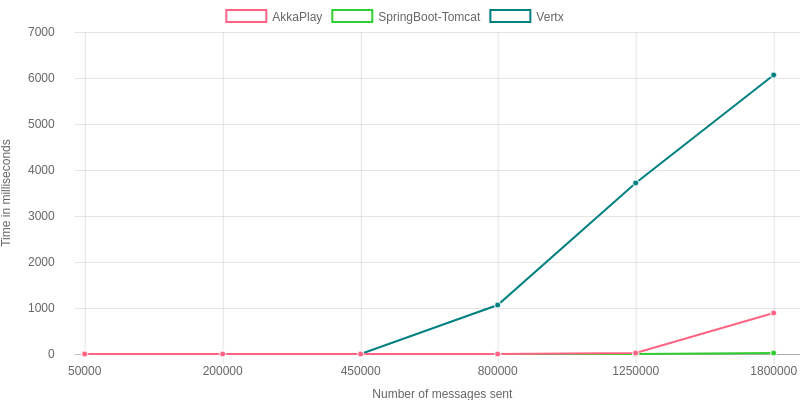 AkkaPlay SpringBoot-Tomcat Vertx
7000
6000
5000
4000
3000
2000
1000
0
Time in milliseconds
50000 200000 450000 800000 1250000 1800000
Number of messages sent